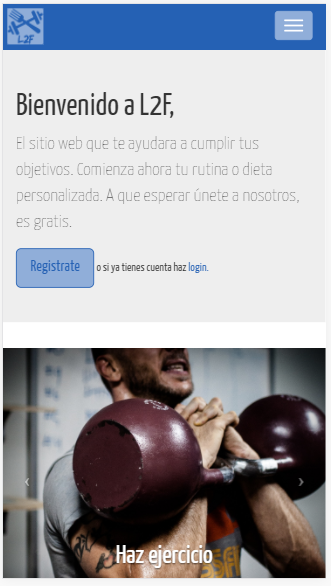 L2F
Bienvenido a L2F,
El sitio web que te ayudara a cumplir tus
objetivos. Comienza ahora tu rutina o dieta
personalizada. A que esperar únete a nosotros,
es gratis.
Registrate o si ya tienes cuenta haz login.
Haz ejercicio